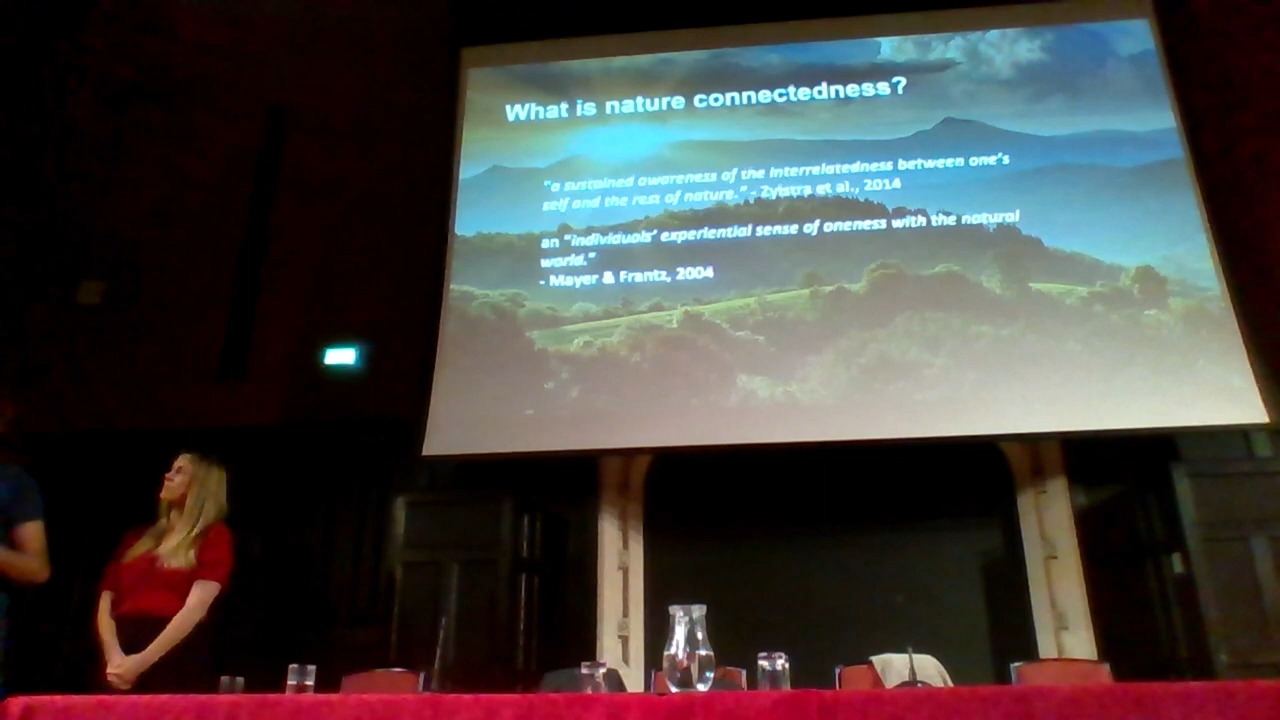 What is nature connectedness?
"a sustained awareness of the interrelatedness between one's
self and the rest of nature." - Zylstra et al., 2014
an "individuals' experiential sense of oneness with the natural
world."
- Mayer & Frantz, 2004